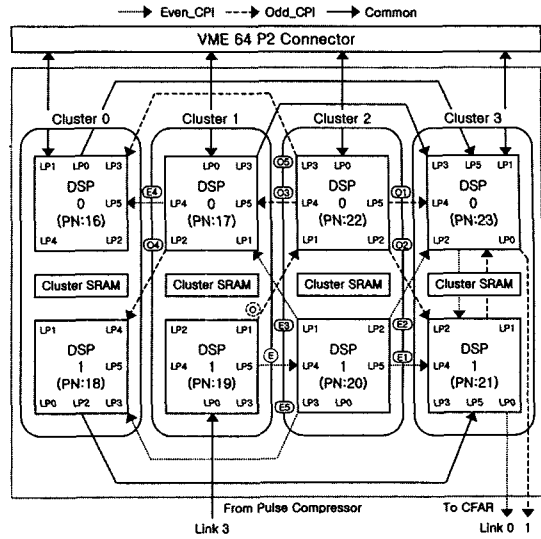 Even_CPI Odd_CPI Common
VME 64 P2 Connector
Cluster 0 Cluster 1 Cluster 2 Cluster 3
LP1 LP0 LP3
DSP
0
(PN:16)
LP5
LP4 LP2
LP0 LP3
DSP
0
(PN:17)
LP4 LP5
LP2 LP1
LP3 LP0
DSP
0
(PN:22)
LP4 LP5
LP1 LP2
LP3 LP5 LP1
DSP
0
(PN:23)
LP4
LP2 LP0
E4 O4 O5 O3 O1 O2
Cluster SRAM Cluster SRAM Cluster SRAM Cluster SRAM
O E3 E E5 E2 E1
LP1 LP4
DSP
1
(PN:18)
LP5
LP0 LP2 LP3
LP2 LP1
DSP
1
(PN:19)
LP4 LP5
LP0 LP3
LP1 LP2
DSP
1
(PN:20)
LP4 LP5
LP3 LP0
LP2 LP1
DSP
1
(PN:21)
LP4
LP3 LP5 LP0
From Pulse Compressor To CFAR
Link 3 Link 0 1